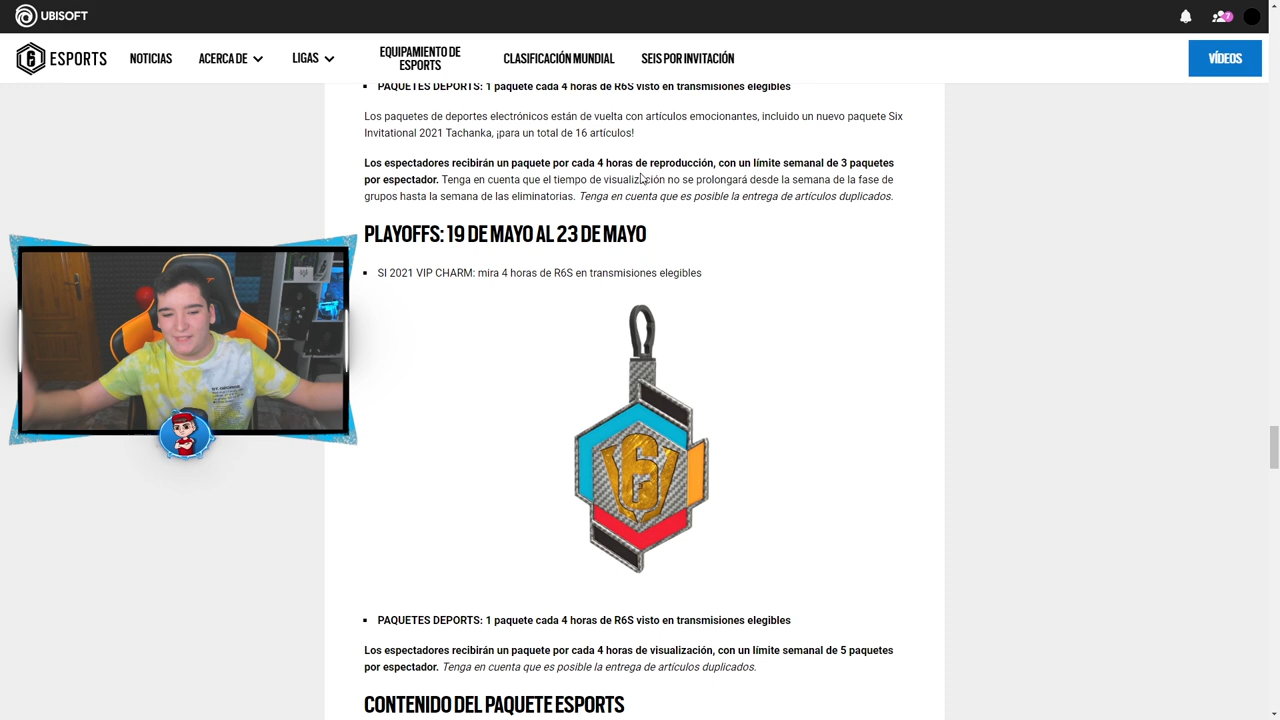 UBISOFT
7
6 ESPORTS
NOTICIAS
ACERCA DE
LIGAS
EQUIPAMIENTO DE
ESPORTS
CLASIFICACIÓN MUNDIAL
SEIS POR INVITACIÓN
VÍDEOS
PAQUETES DEPORTS: 1 paquete cada 4 horas de R6S visto en transmisiones elegibles
Los paquetes de deportes electrónicos están de vuelta con artículos emocionantes, incluido un nuevo paquete Six
Invitational 2021 Tachanka, ¡para un total de 16 artículos!
Los espectadores recibirán un paquete por cada 4 horas de reproducción, con un límite semanal de 3 paquetes
por espectador. Tenga en cuenta que el tiempo de visualización no se prolongará desde la semana de la fase de
grupos hasta la semana de las eliminatorias. Tenga en cuenta que es posible la entrega de artículos duplicados.
PLAYOFFS: 19 DE MAYO AL 23 DE MAYO
SI 2021 VIP CHARM: mira 4 horas de R6S en transmisiones elegibles
6
PAQUETES DEPORTS: 1 paquete cada 4 horas de R6S visto en transmisiones elegibles
Los espectadores recibirán un paquete por cada 4 horas de visualización, con un límite semanal de 5 paquetes
por espectador. Tenga en cuenta que es posible la entrega de artículos duplicados.
CONTENIDO DEL PAQUETE ESPORTS